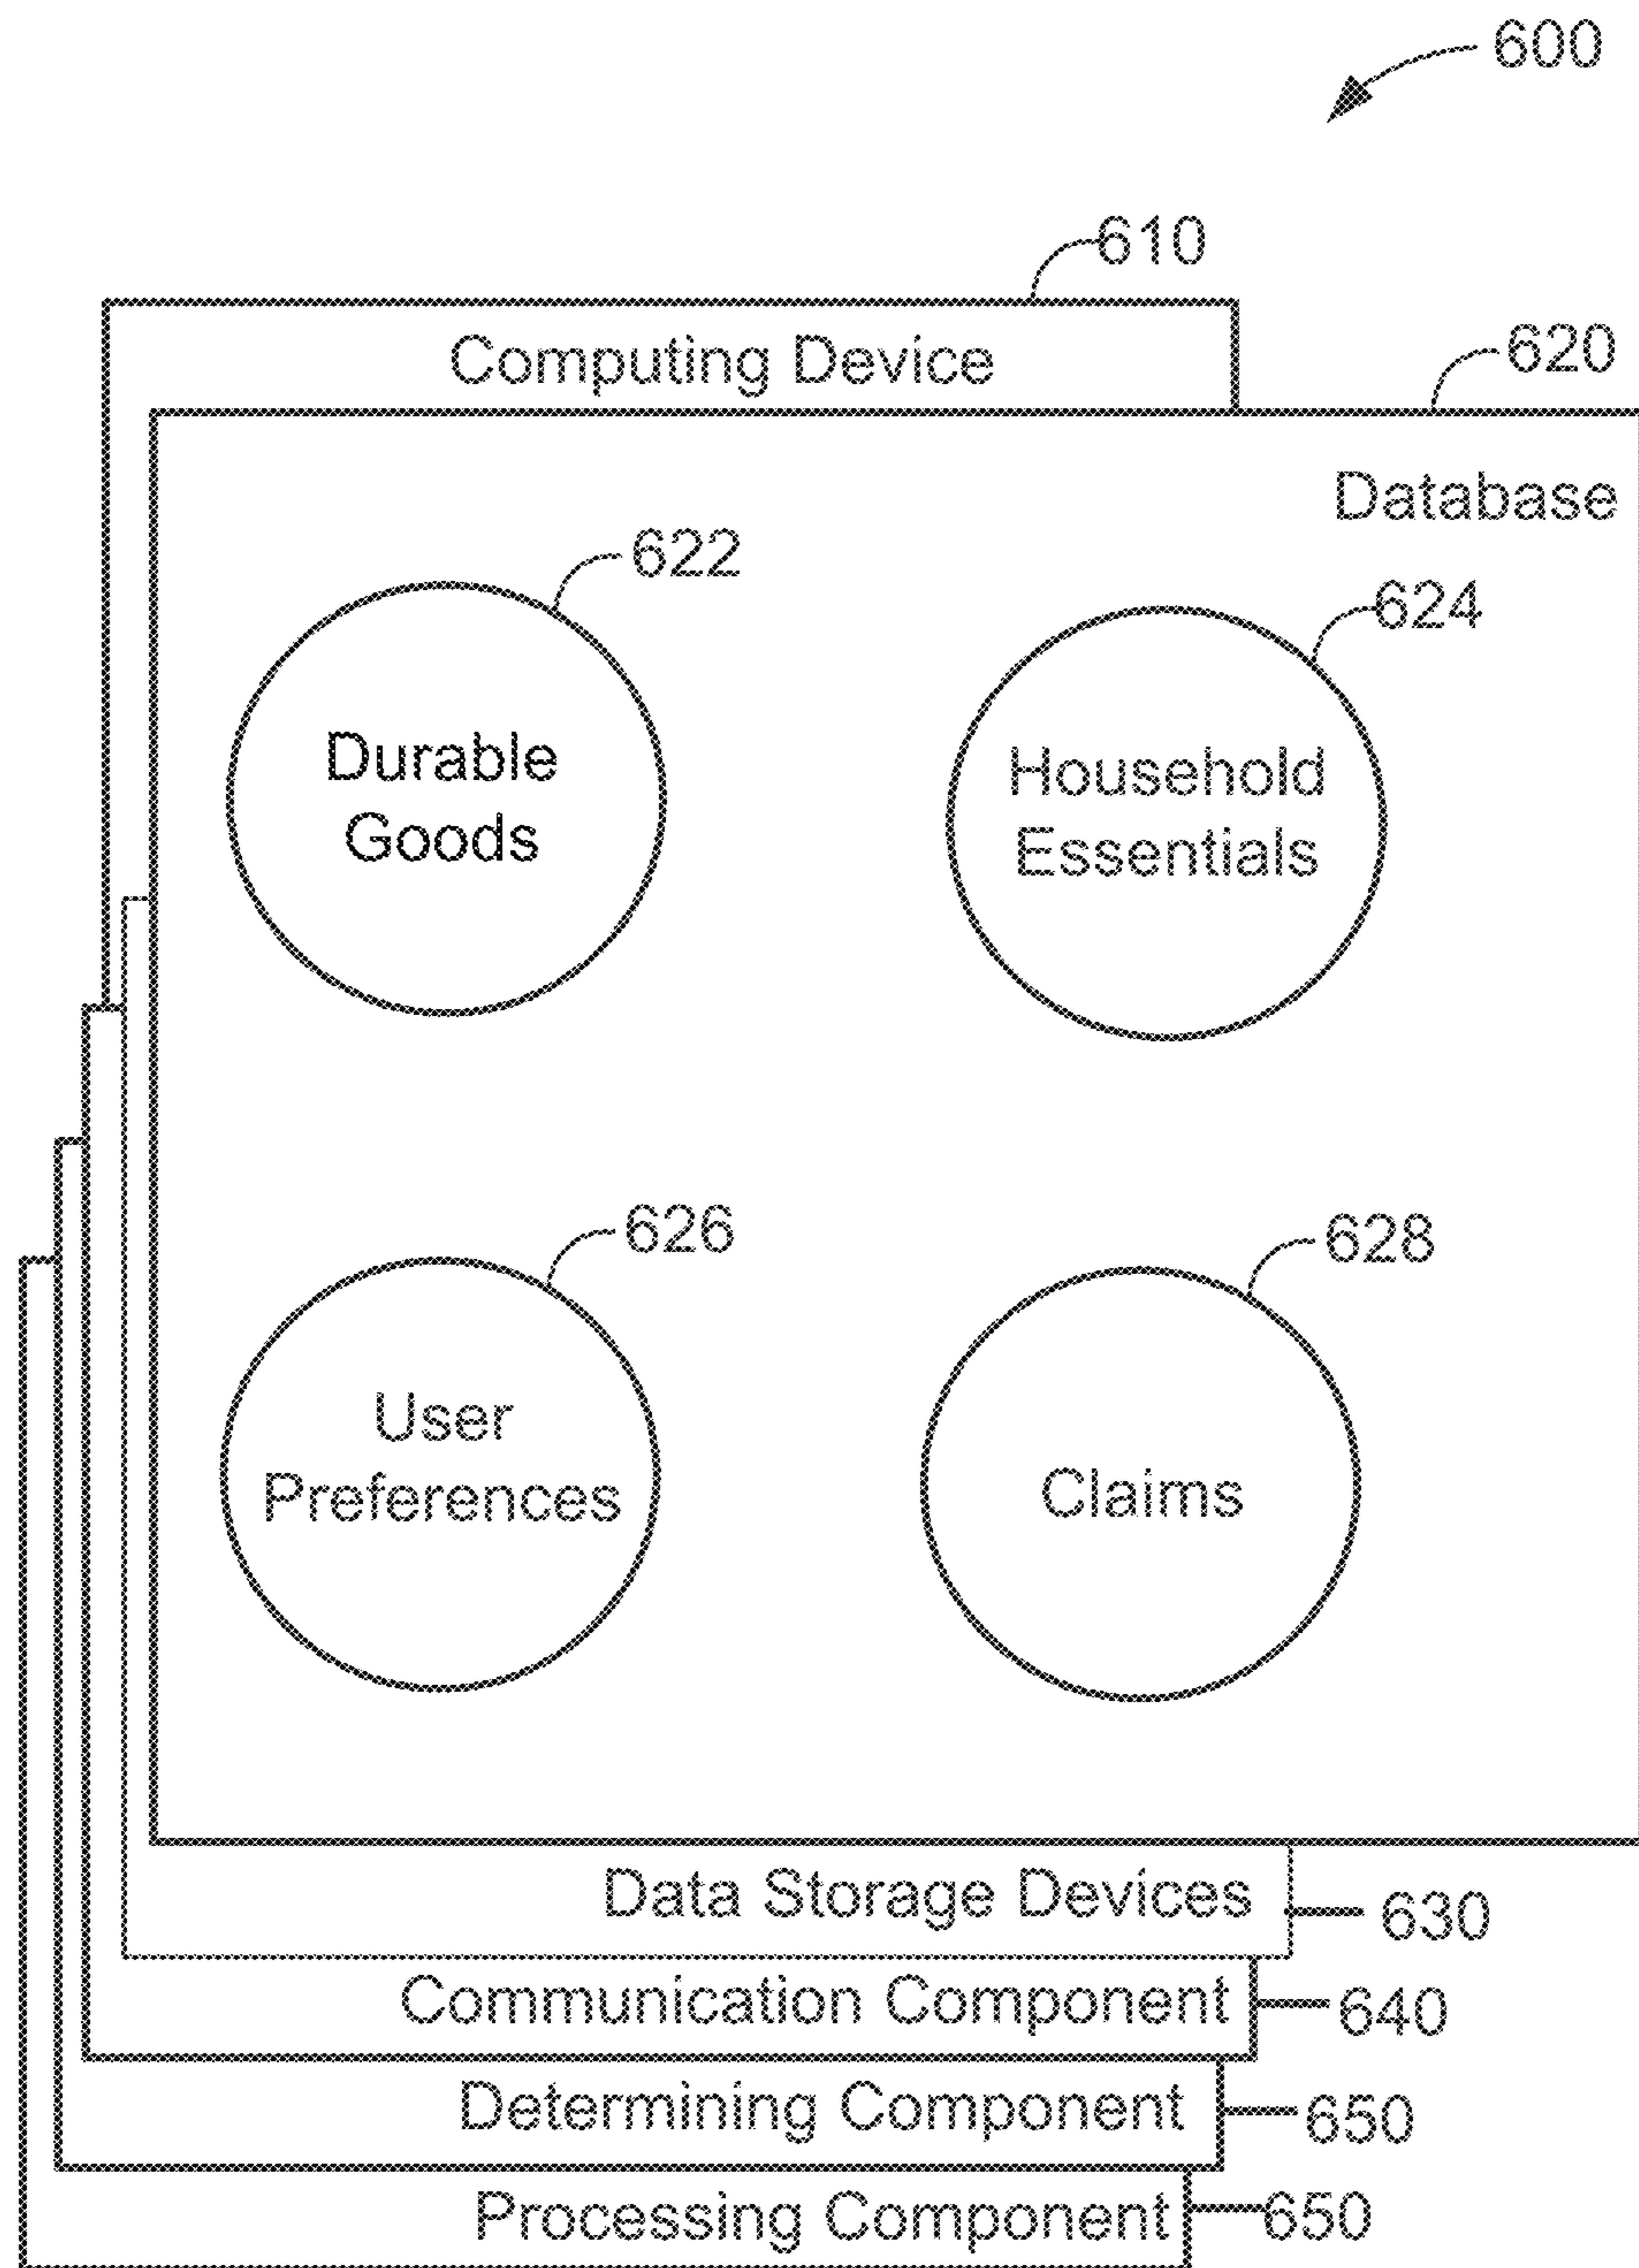 600
610
Computing Device
620
Database
622
624
Durable
Goods
Household
Essentials
626
628
User
Preferences
Claims
Data Storage Devices
630
Communication Component
640
Determining Component
650
Processing Component
650